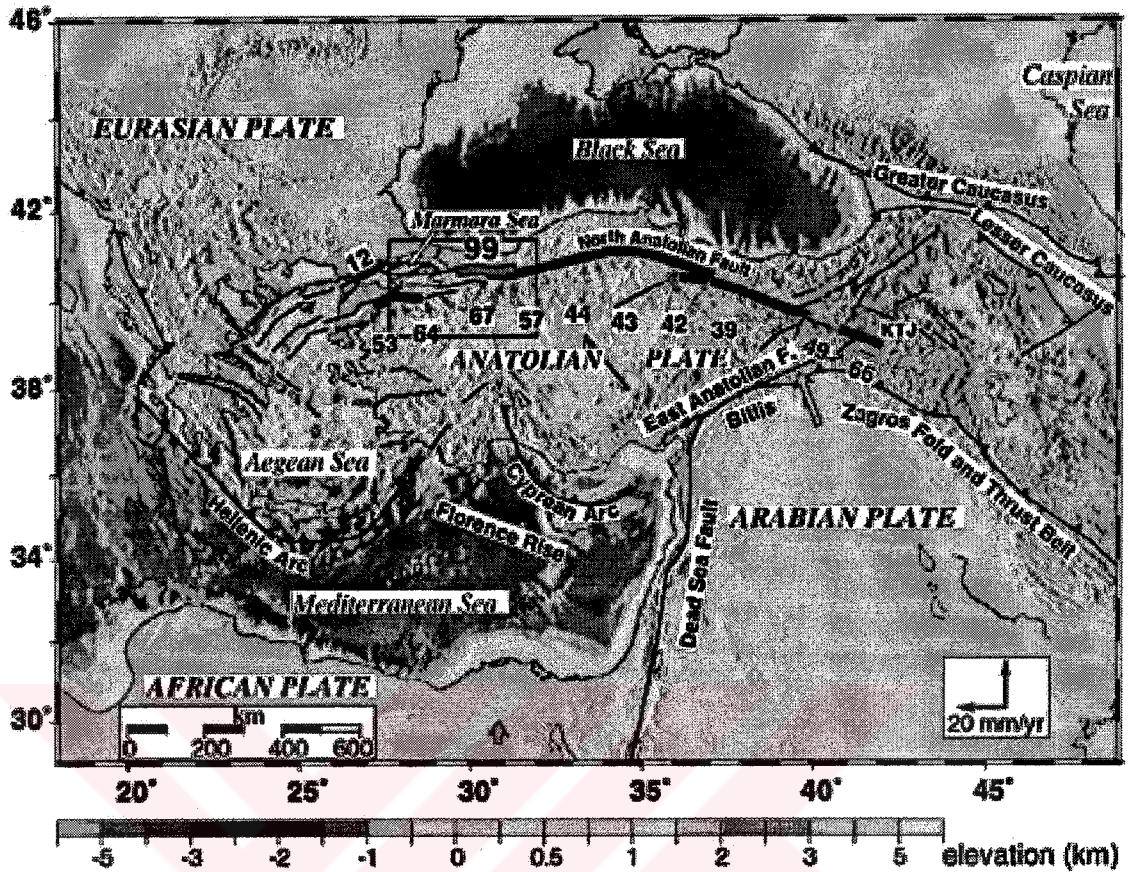 46°
42°
38°
34°
30°
EURASIAN PLATE
Black Sea
Caspian
Sea
Greater Caucasus
Lesser Caucasus
Marmara Sea
12
99
North Anatolian Fault
53
64
67
57
44
43
42
39
KTJ
49
66
ANATOLIAN PLATE
East Anatolian F.
Bitlis
Zagros Fold and Thrust Belt
Aegean Sea
Hellenic Arc
Cyprean Arc
Florence Rise
ARABIAN PLATE
Dead Sea Fault
Mediterranean Sea
AFRICAN PLATE
km
0 200 400 600
20 mm/yr
20° 25° 30° 35° 40° 45°
-5 -3 -2 -1 0 0.5 1 2 3 5 elevation (km)